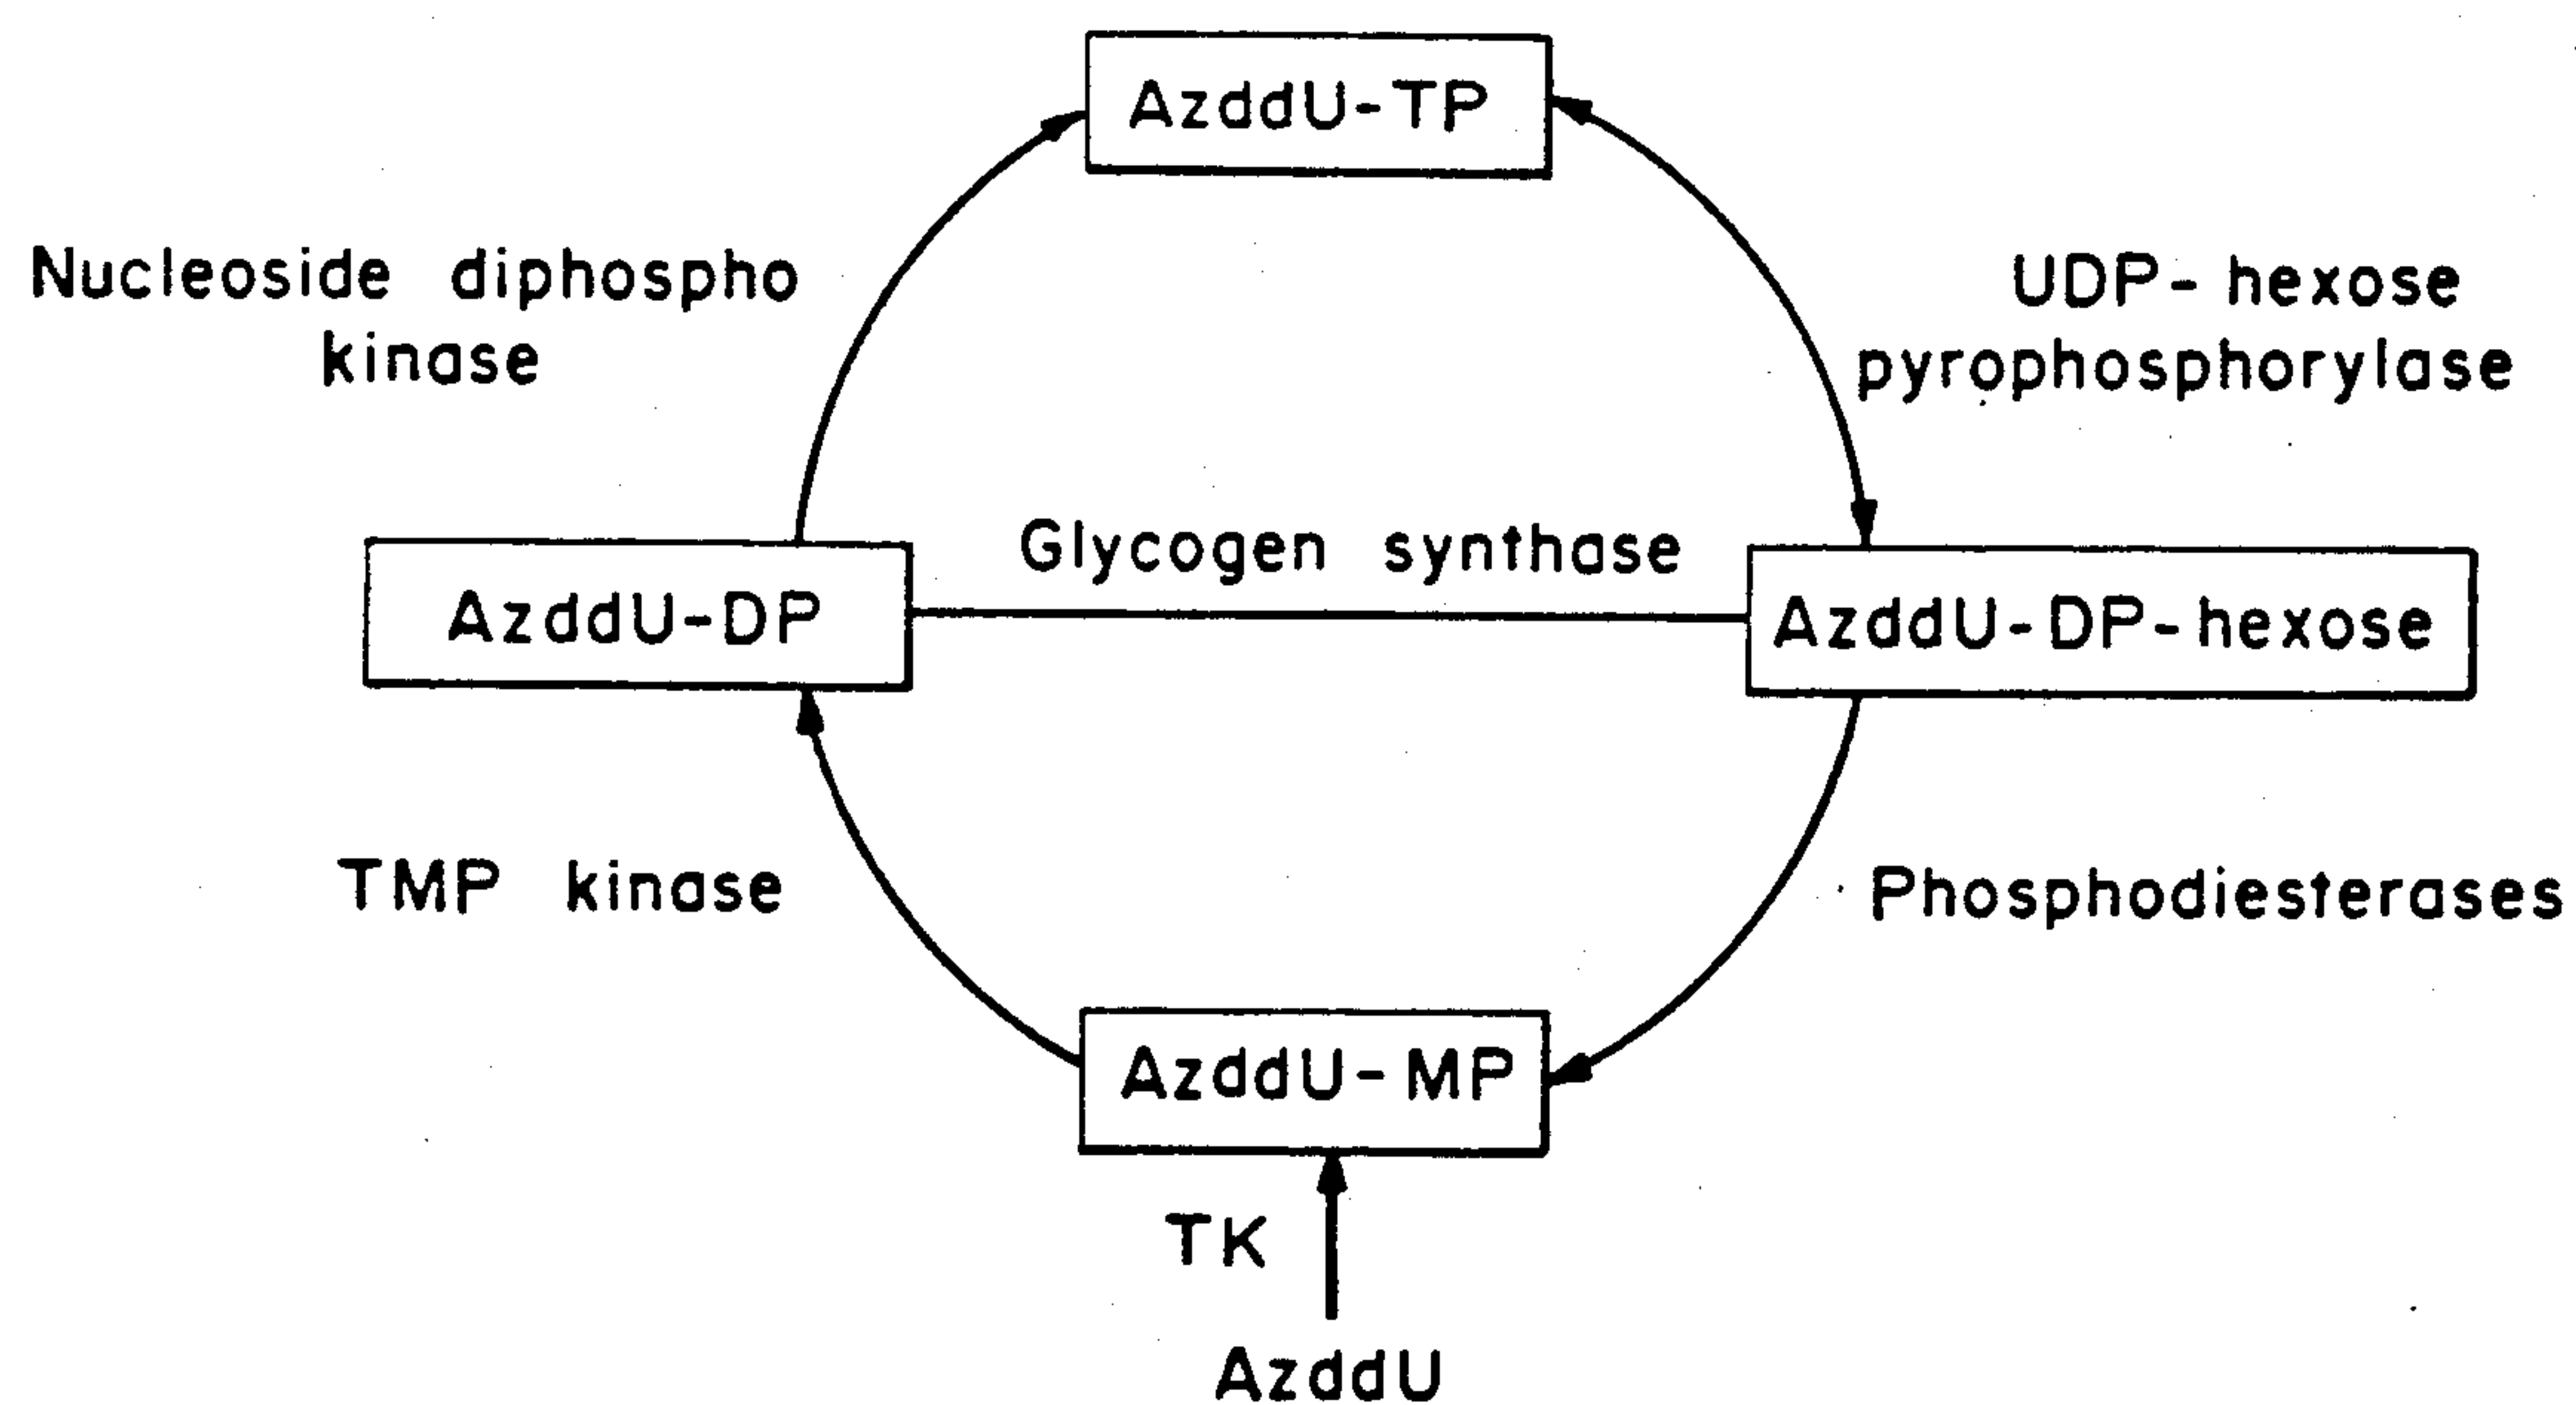 AzddU-TP
Nucleoside diphospho
kinase
UDP- hexose
pyrophosphorylase
Glycogen synthase
AzddU-DP
AzddU-DP-hexose
TMP kinase
Phosphodiesterases
AzddU-MP
TK
AzddU